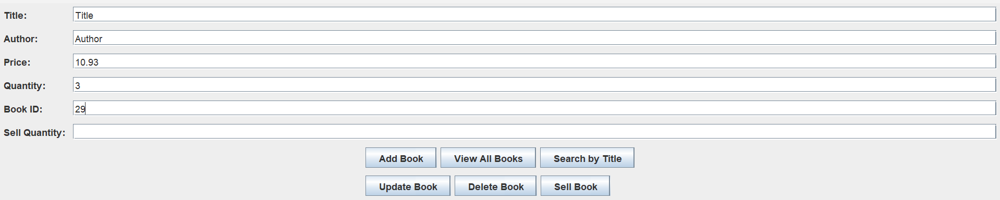 Title: Title
Author: Author
Price: 10.93
Quantity: 3
Book ID: 29
Sell Quantity:
Add Book View All Books Search by Title
Update Book Delete Book Sell Book